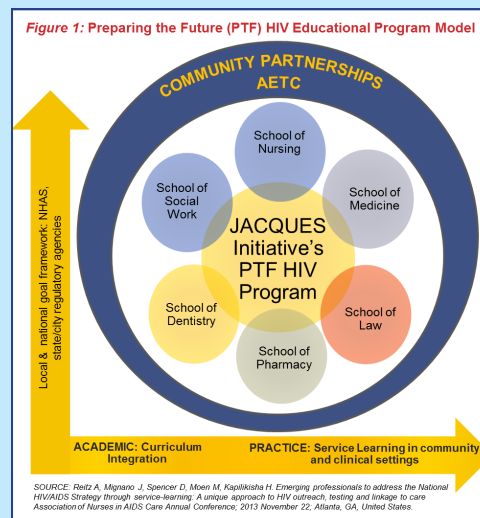 Figure 1: Preparing the Future (PTF) HIV Educational Program Model
COMMUNITY PARTNERSHIPS
AETC
School of
Nursing
School of
Social
Work
School of
Medicine
JACQUES
Initiative's
PTF HIV
Program
School of
Dentistry
School of
Law
School of
Pharmacy
Local & national goal framework: NHAS,
state/city regulatory agencies
ACADEMIC: Curriculum
Integration
PRACTICE: Service Learning in community
and clinical settings
SOURCE: Reitz A, Mignano J, Spencer D, Moen M, Kapilikisha H. Emerging professionals to address the National
HIV/AIDS Strategy through service-learning: A unique approach to HIV outreach, testing and linkage to care
Association of Nurses in AIDS Care Annual Conference; 2013 November 22; Atlanta, GA, United States.